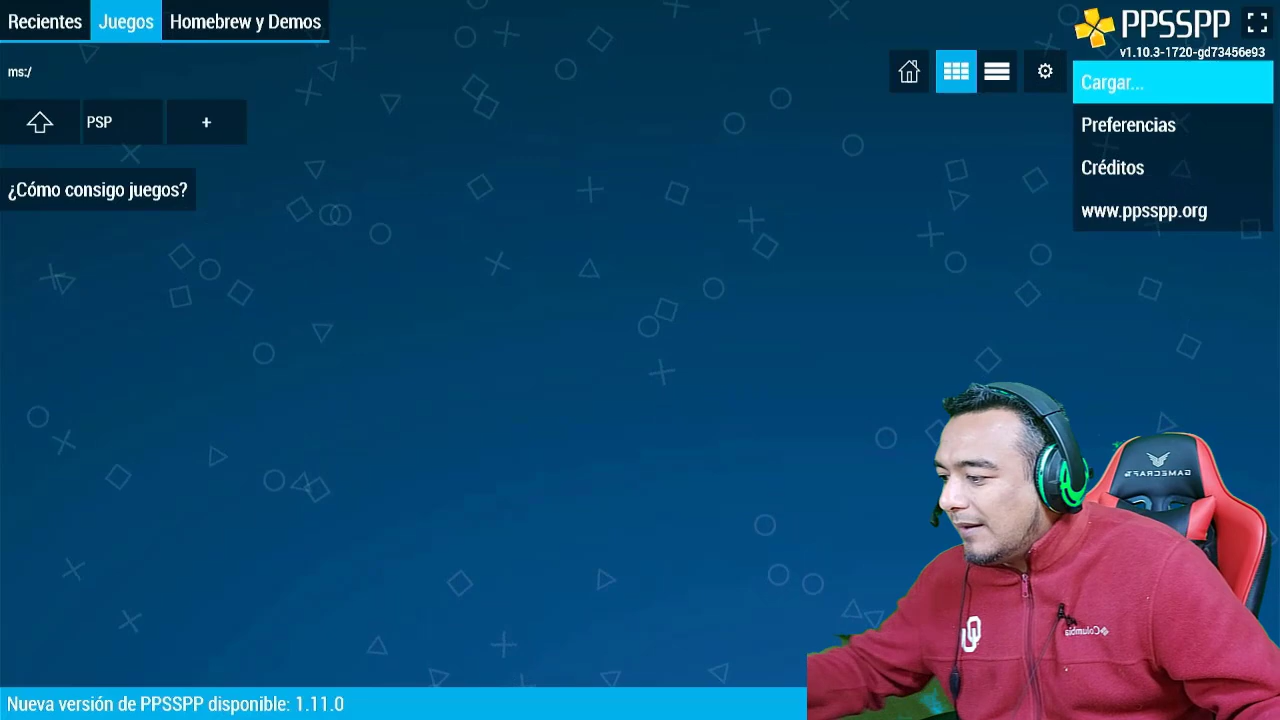 Recientes
Juegos
Homebrew y Demos
PPSSPP
v1.10.3-1720-gd73456e93
ms:/
Cargar...
PSP
+
Preferencias
¿Cómo consigo juegos?
Créditos
www.ppsspp.org
GAMECRAFT
Columbia
Nueva versión de PPSSPP disponible: 1.11.0